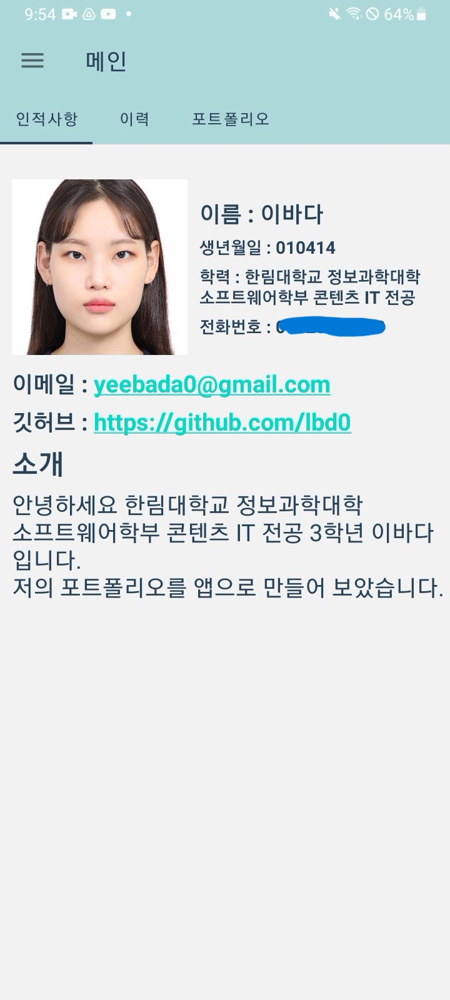 9:54
64%
메인
인적사항 이력 포트폴리오
이름 : 이바다
생년월일 : 010414
학력 : 한림대학교 정보과학대학
소프트웨어학부 콘텐츠 IT 전공
전화번호 :
이메일 : yeebada0@gmail.com
깃허브 : https://github.com/lbd0
소개
안녕하세요 한림대학교 정보과학대학
소프트웨어학부 콘텐츠 IT 전공 3학년 이바다
입니다.
저의 포트폴리오를 앱으로 만들어 보았습니다.